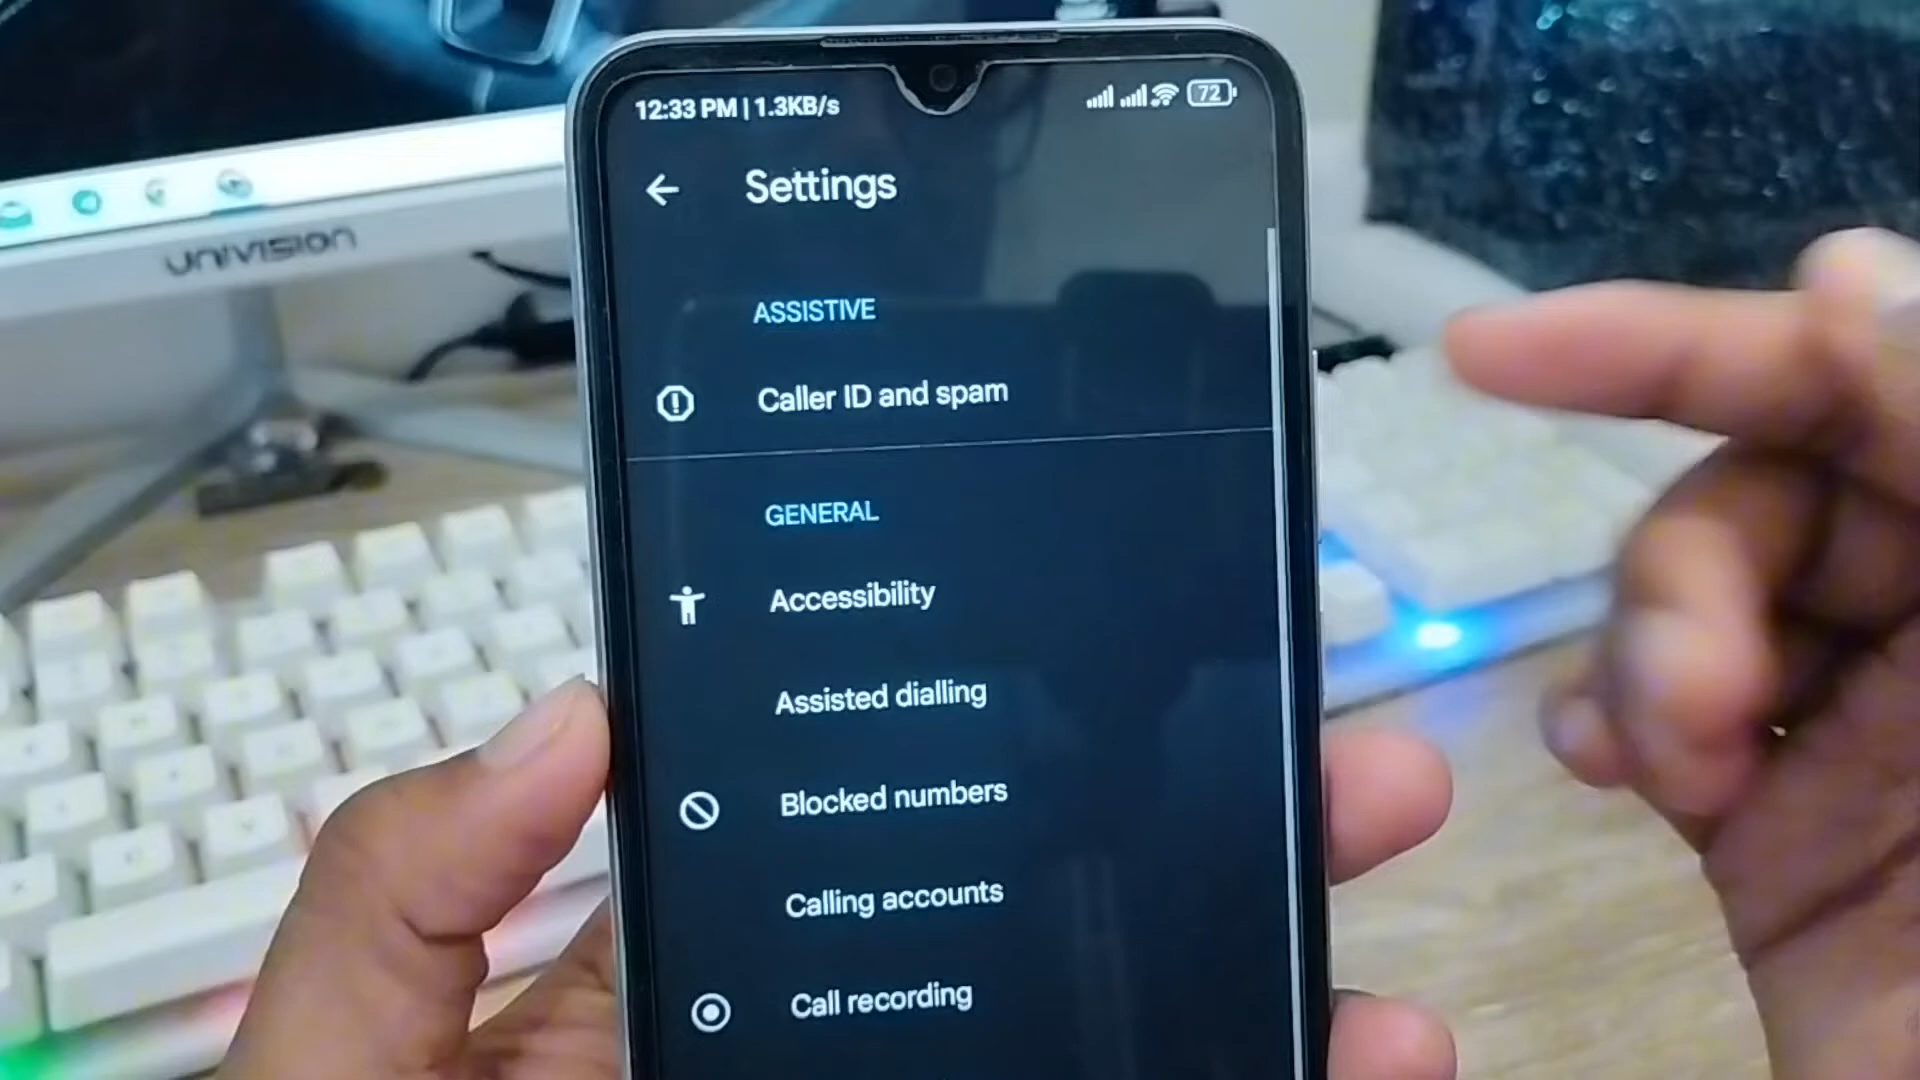 12:33 PM | 1.3KB/s
72
Settings
UNIVISION
ASSISTIVE
Caller ID and spam
GENERAL
Accessibility
Assisted dialling
Blocked numbers
Calling accounts
Call recording